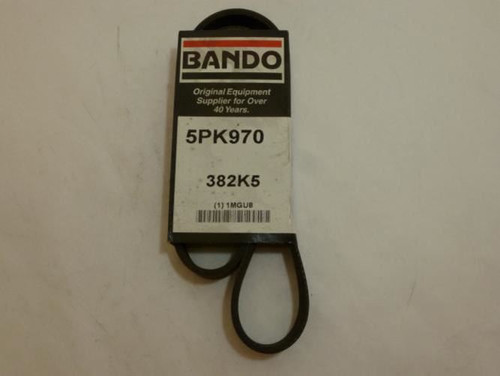 BANDO
Original Equipment
Supplier for Over
40 Years.
5PK970
382K5
(1) 1MGU8